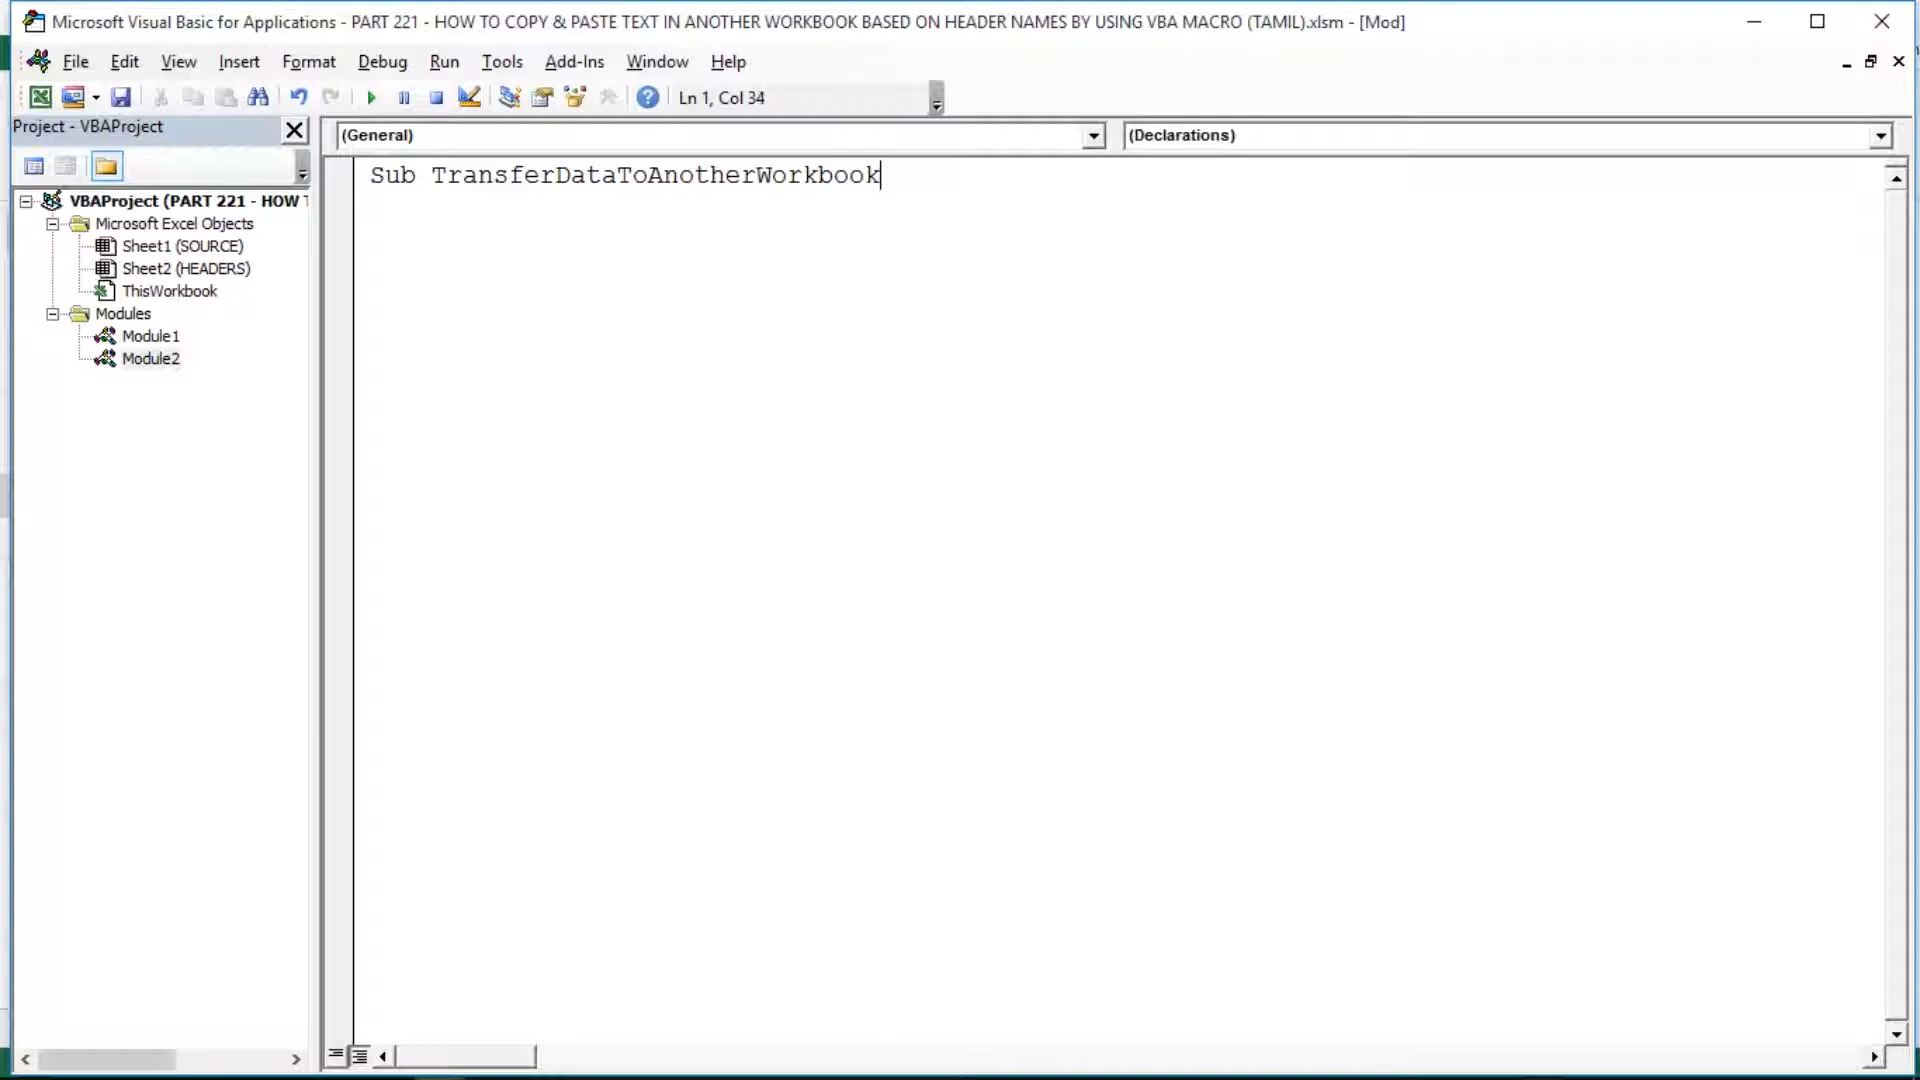 Microsoft Visual Basic for Applications - PART 221 - HOW TO COPY & PASTE TEXT IN ANOTHER WORKBOOK BASED ON HEADER NAMES BY USING VBA MACRO (TAMIL).xlsm - [Mod]
File Edit View Insert Format Debug Run Tools Add-Ins Window Help
Ln 1, Col 34
Project - VBAProject
(General)
(Declarations)
Sub TransferDataToAnotherWorkbook
VBAProject (PART 221 - HOW
Microsoft Excel Objects
Sheet1 (SOURCE)
Sheet2 (HEADERS)
ThisWorkbook
Modules
Module1
Module2